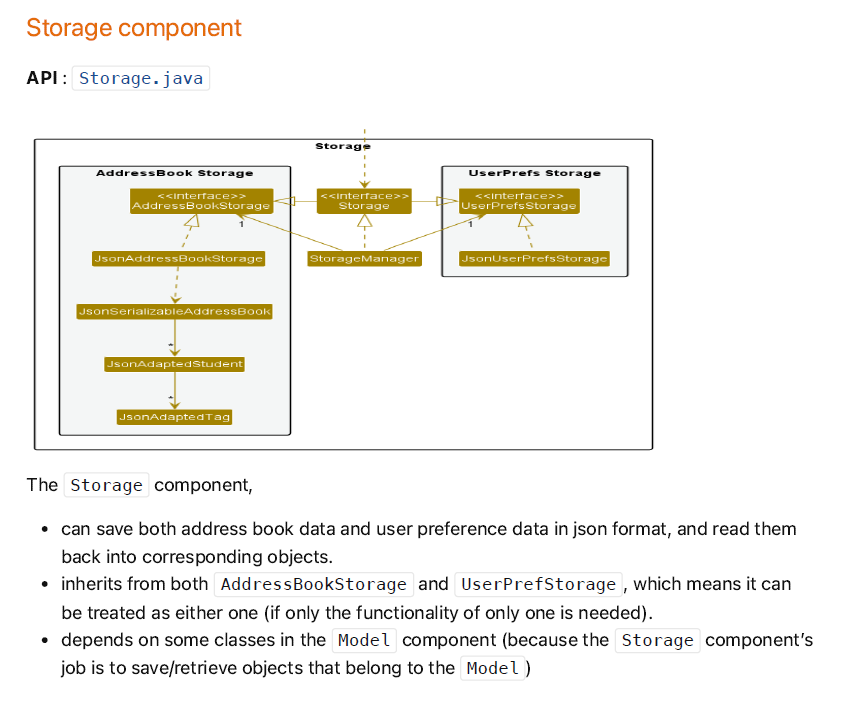 Storage component
API : Storage.java
Storage
AddressBook Storage
UserPrefs Storage
<<interface>>
AddressBookStorage
<<interface>>
Storage
<<interface>>
UserPrefsStorage
1
1
JsonAddressBookStorage
StorageManager
JsonUserPrefsStorage
JsonSerializableAddressBook
*
JsonAdaptedStudent
*
JsonAdaptedTag
The Storage component,
• can save both address book data and user preference data in json format, and read them
back into corresponding objects.
• inherits from both AddressBookStorage and UserPrefStorage, which means it can
be treated as either one (if only the functionality of only one is needed).
• depends on some classes in the Model component (because the Storage component’s
job is to save/retrieve objects that belong to the Model)